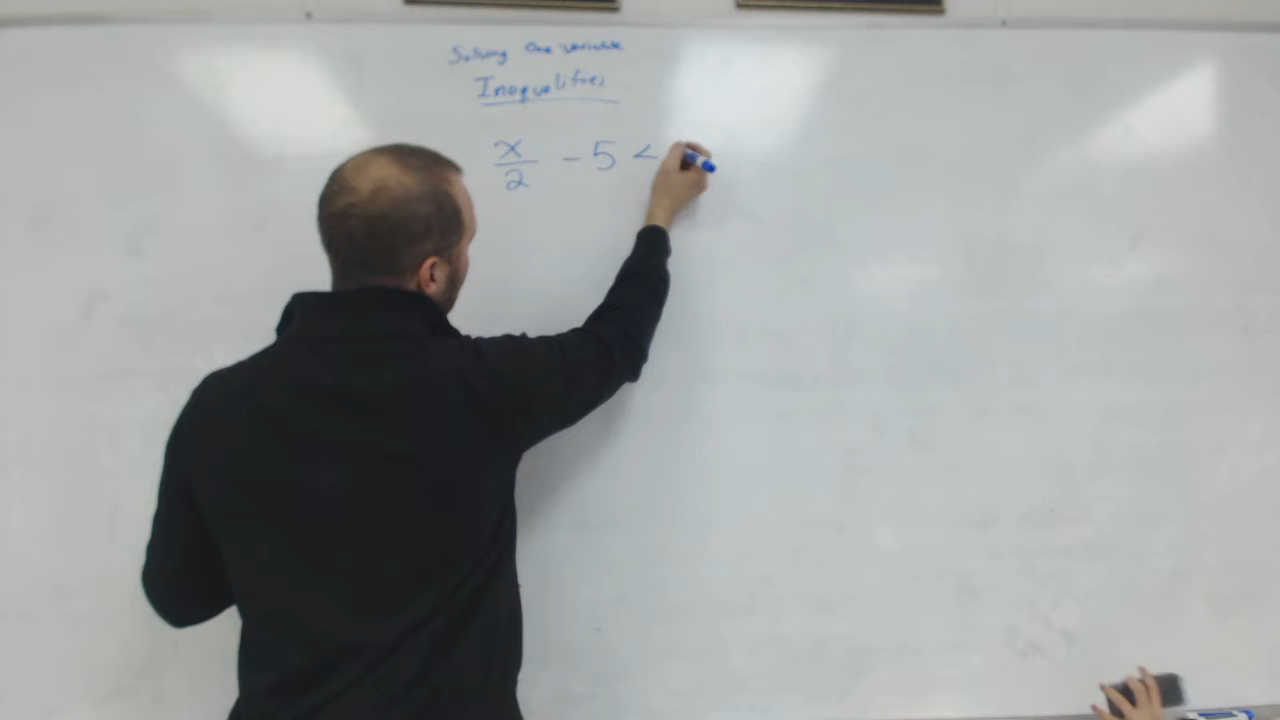 Solving One variable
Inequalities
x/2 - 5 <